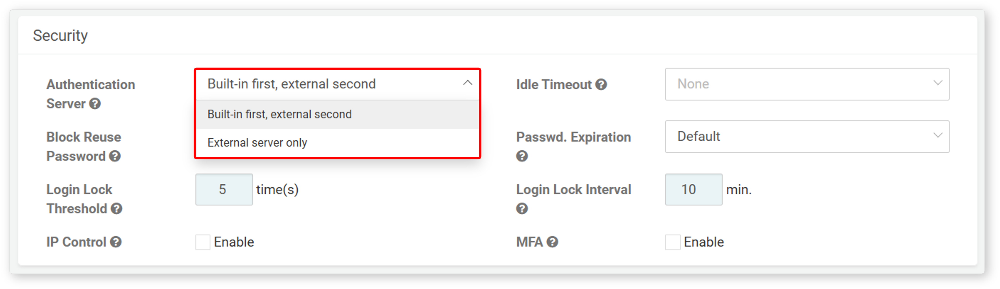 Security
Authentication
Server ?
Built-in first, external second
Built-in first, external second
External server only
Idle Timeout ?
None
Block Reuse
Password ?
Passwd. Expiration
?
Default
Login Lock
Threshold ?
5 time(s)
Login Lock Interval
?
10 min.
IP Control ?
Enable
MFA ?
Enable